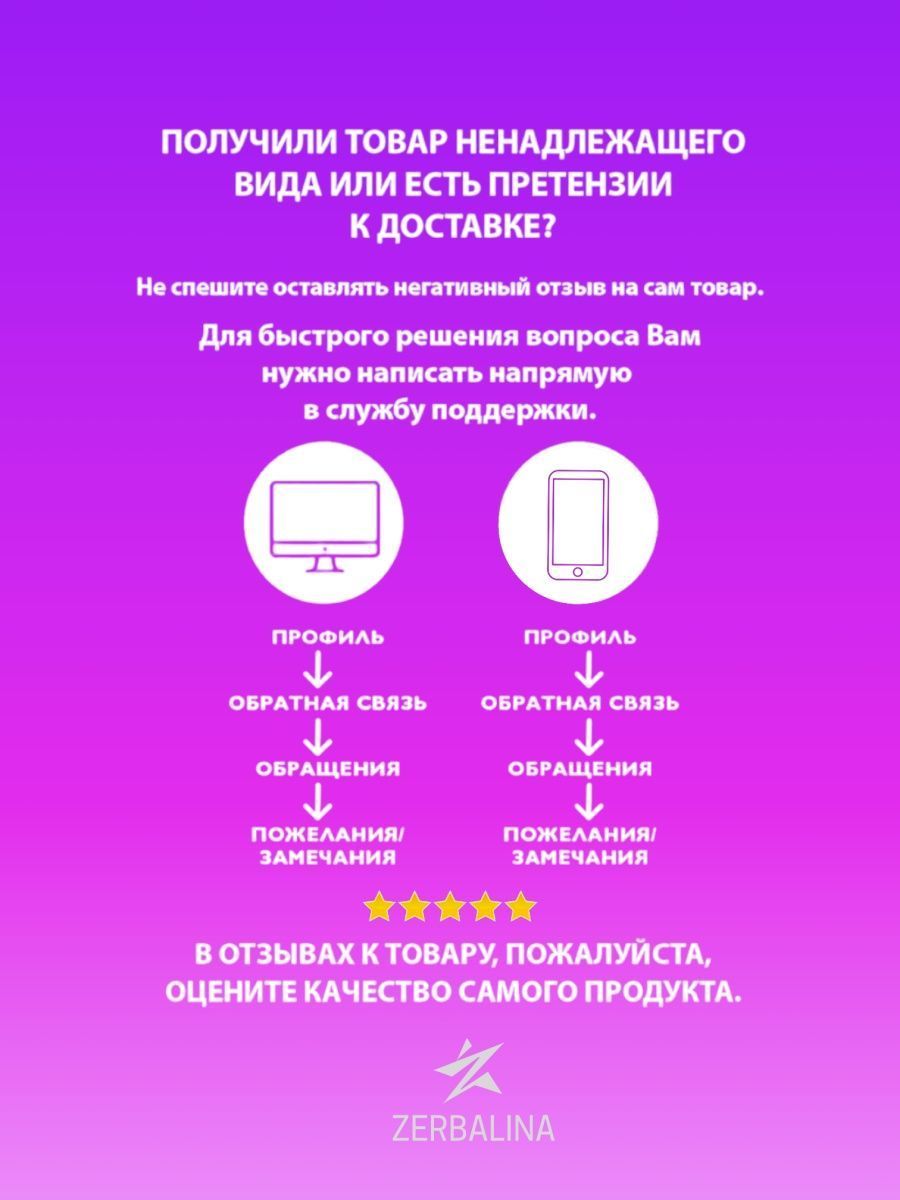 ПОЛУЧИЛИ ТОВАР НЕНАДЛЕЖАЩЕГО
ВИДА ИЛИ ЕСТЬ ПРЕТЕНЗИИ
К ДОСТАВКЕ?
Не спешите оставлять негативный отзыв на сам товар.
Для быстрого решения вопроса Вам
нужно написать напрямую
в службу поддержки.
ПРОФИЛЬ
ОБРАТНАЯ СВЯЗЬ
ОБРАЩЕНИЯ
ПОЖЕЛАНИЯ/
ЗАМЕЧАНИЯ
ПРОФИЛЬ
ОБРАТНАЯ СВЯЗЬ
ОБРАЩЕНИЯ
ПОЖЕЛАНИЯ/
ЗАМЕЧАНИЯ
В ОТЗЫВАХ К ТОВАРУ, ПОЖАЛУЙСТА,
ОЦЕНИТЕ КАЧЕСТВО САМОГО ПРОДУКТА.
ZERBALINA